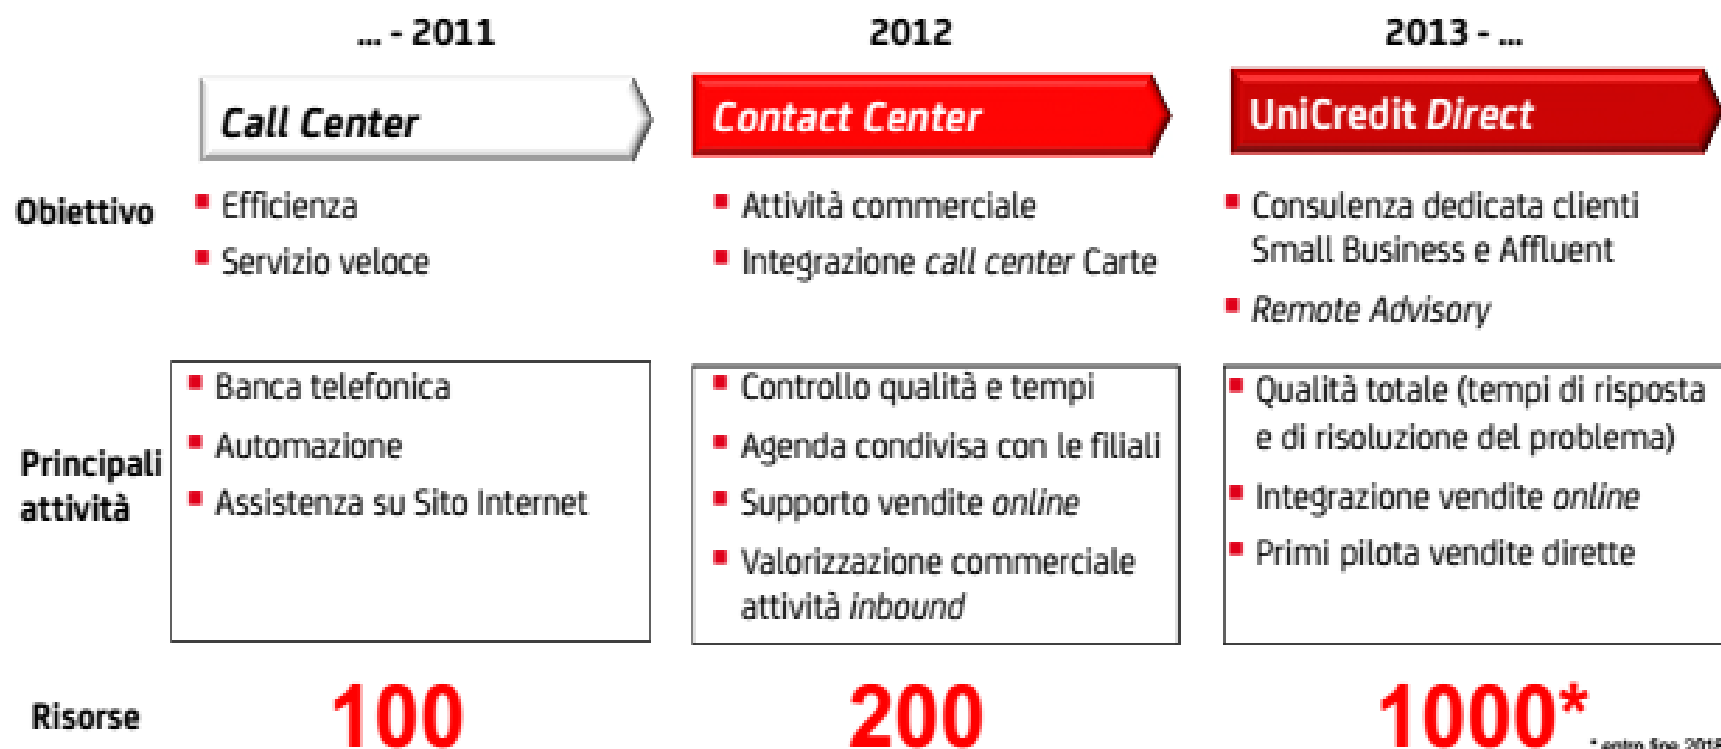 ... - 2011
2012
2013 - ...
Call Center
Contact Center
UniCredit Direct
Obiettivo
▪ Efficienza
▪ Servizio veloce
▪ Attività commerciale
▪ Integrazione call center Carte
▪ Consulenza dedicata clienti
Small Business e Affluent
▪ Remote Advisory
Principali
attività
▪ Banca telefonica
▪ Automazione
▪ Assistenza su Sito Internet
▪ Controllo qualità e tempi
▪ Agenda condivisa con le filiali
▪ Supporto vendite online
▪ Valorizzazione commerciale
attività inbound
▪ Qualità totale (tempi di risposta
e di risoluzione del problema)
▪ Integrazione vendite online
▪ Primi pilota vendite dirette
Risorse
100
200
1000*
* entro fine